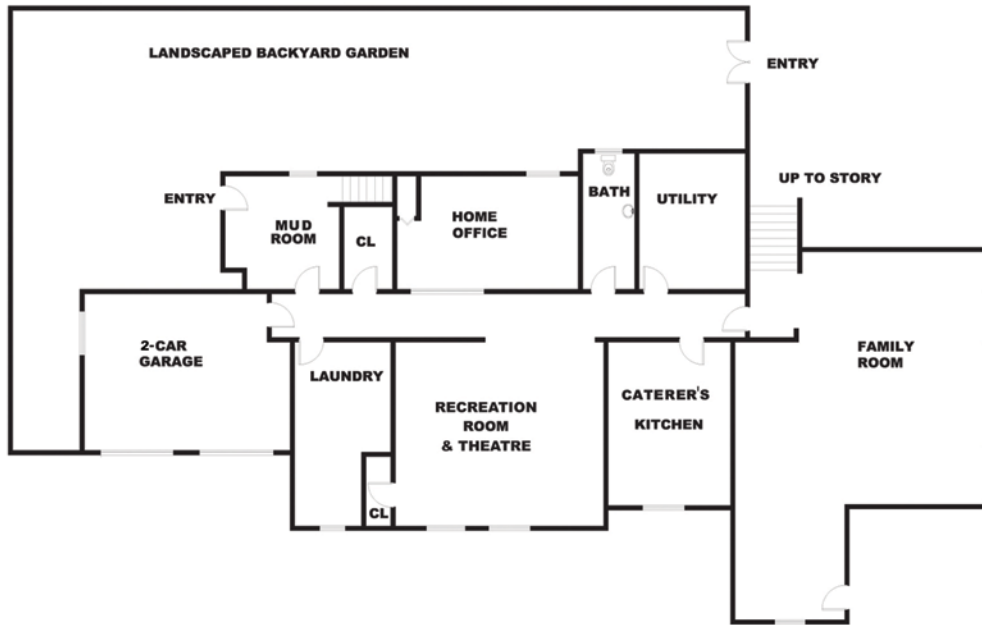 LANDSCAPED BACKYARD GARDEN
ENTRY
UP TO STORY
ENTRY
BATH
UTILITY
MUD
ROOM
CL
HOME
OFFICE
2-CAR
GARAGE
LAUNDRY
FAMILY
ROOM
CATERER'S
KITCHEN
RECREATION
ROOM
& THEATRE
CL